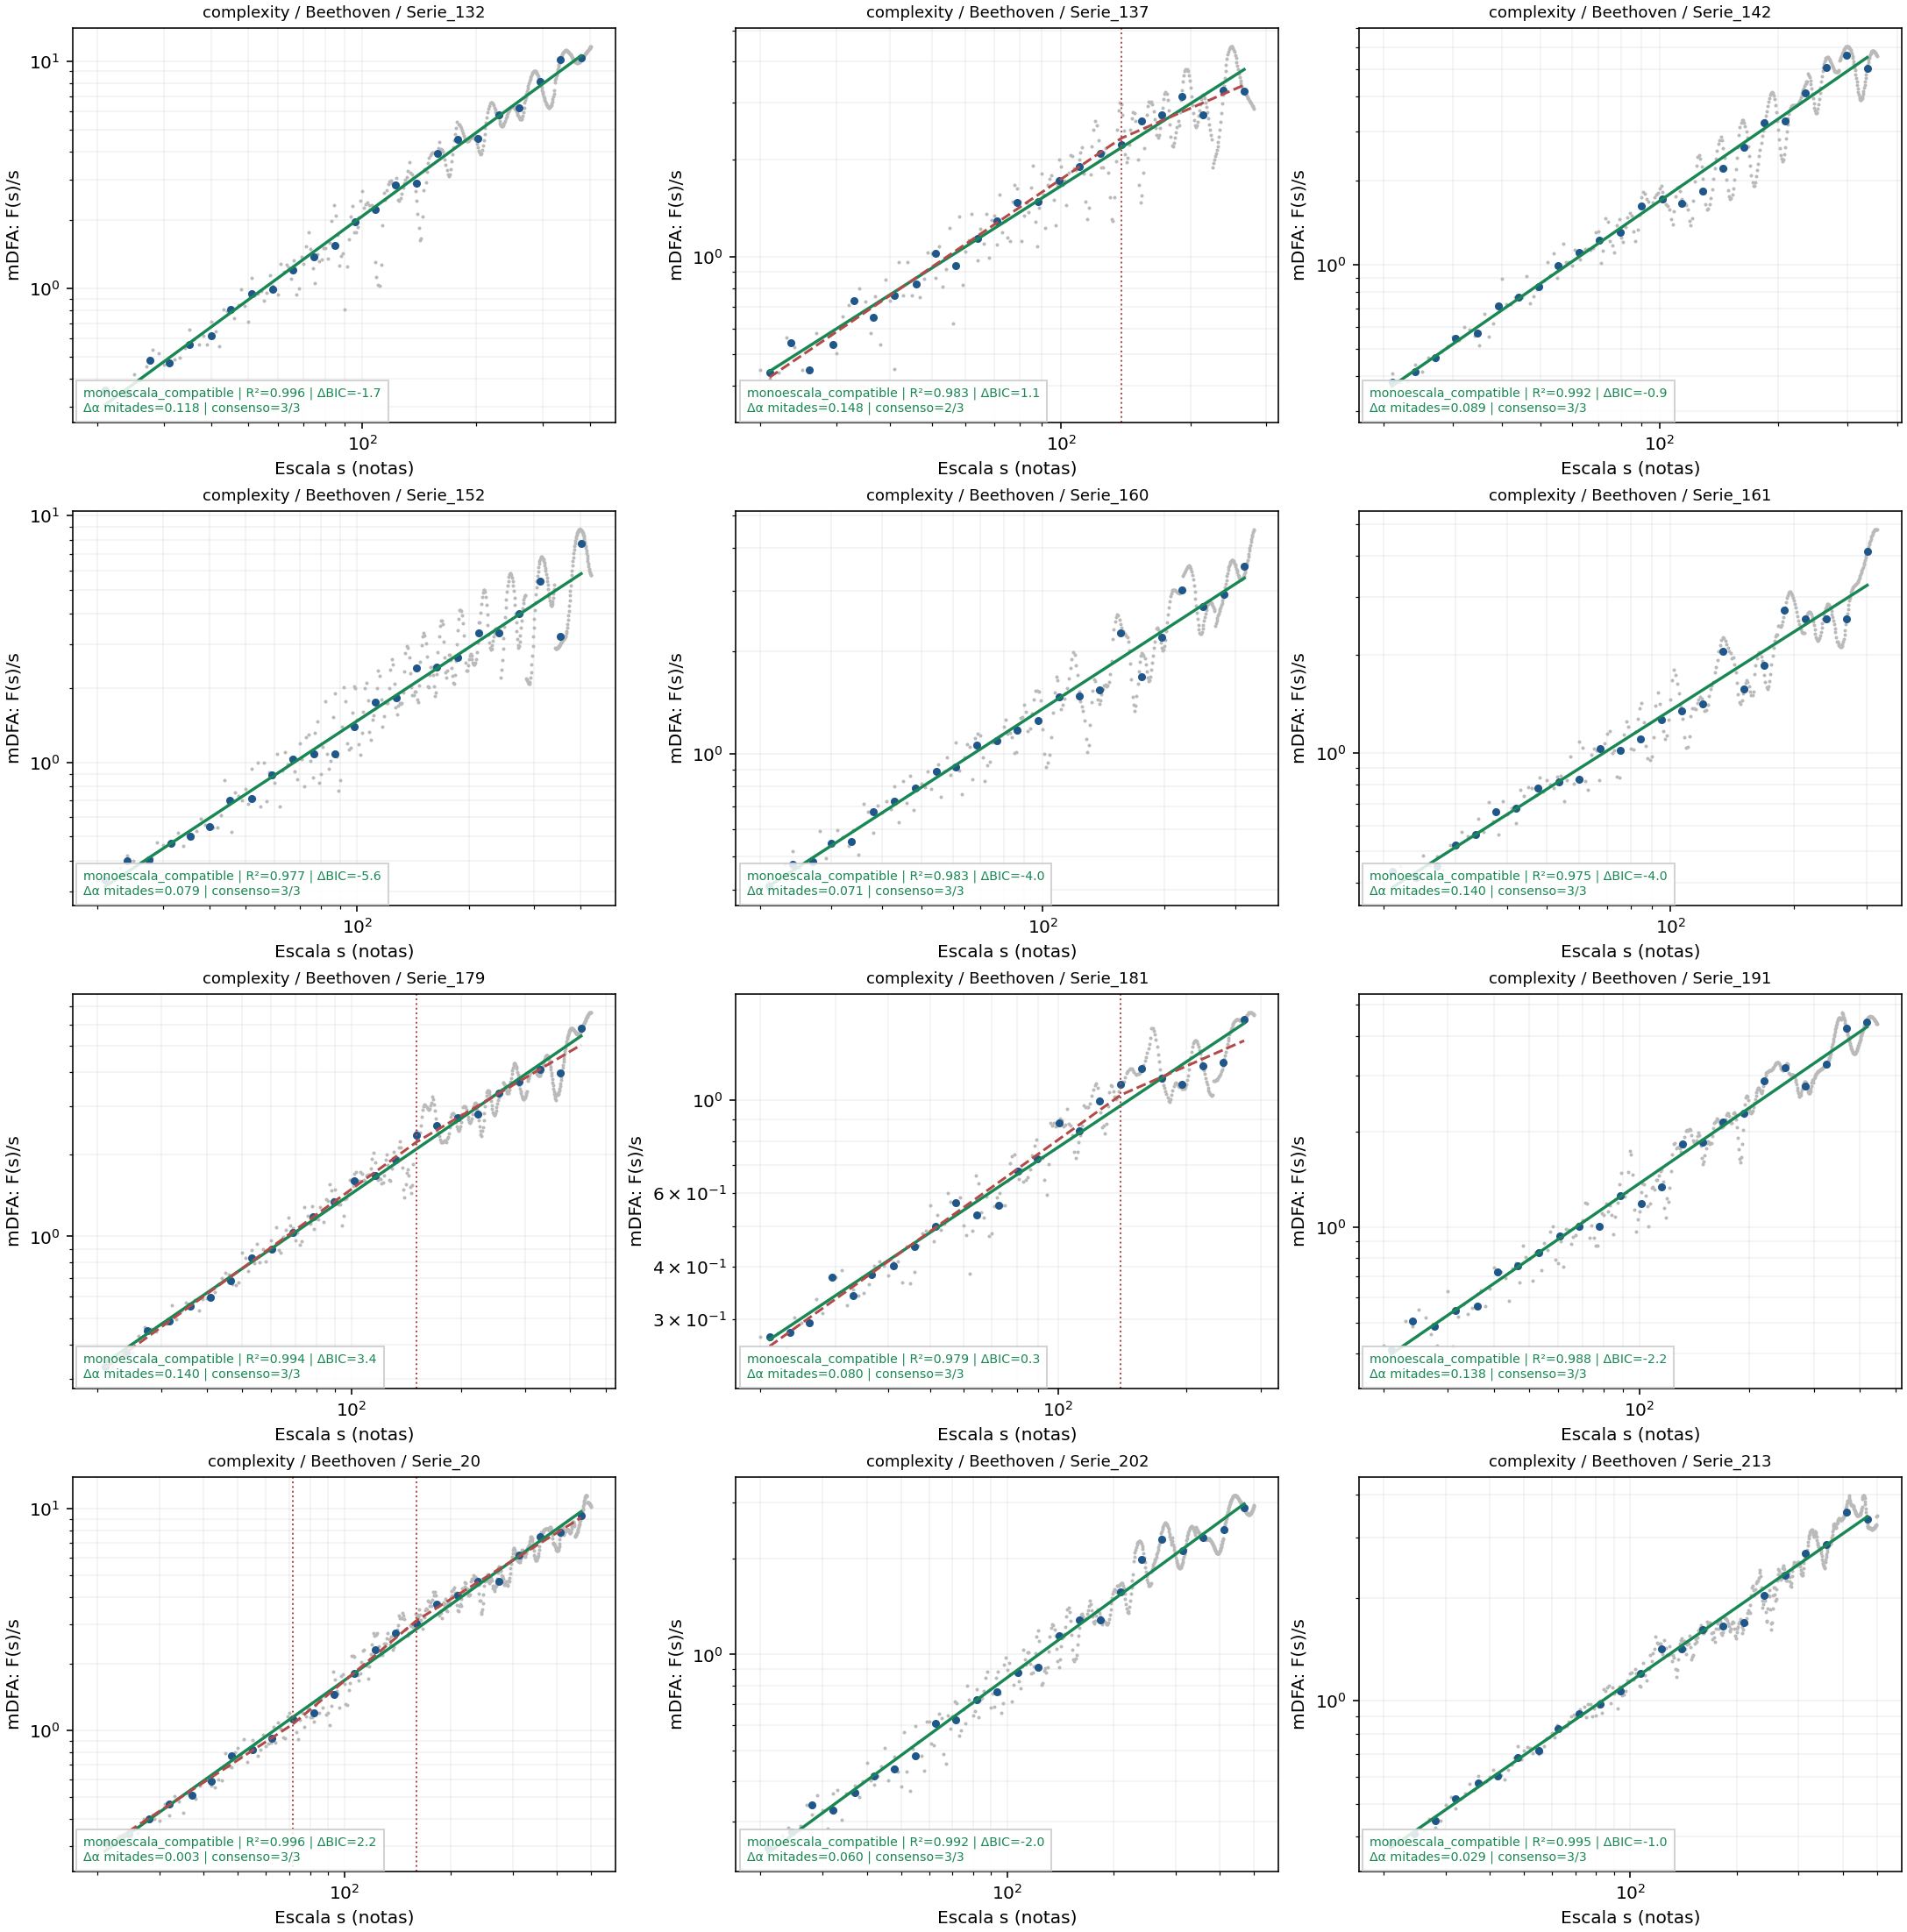 complexity / Beethoven / Serie_132
mDFA: F(s)/s
10¹
10⁰
monoescala_compatible | R²=0.996 | ΔBIC=-1.7
Δα mitades=0.118 | consenso=3/3
10²
Escala s (notas)
complexity / Beethoven / Serie_137
mDFA: F(s)/s
10⁰
monoescala_compatible | R²=0.983 | ΔBIC=1.1
Δα mitades=0.148 | consenso=2/3
10²
Escala s (notas)
complexity / Beethoven / Serie_142
mDFA: F(s)/s
10⁰
monoescala_compatible | R²=0.992 | ΔBIC=-0.9
Δα mitades=0.089 | consenso=3/3
10²
Escala s (notas)
complexity / Beethoven / Serie_152
mDFA: F(s)/s
10¹
10⁰
monoescala_compatible | R²=0.977 | ΔBIC=-5.6
Δα mitades=0.079 | consenso=3/3
10²
Escala s (notas)
complexity / Beethoven / Serie_160
mDFA: F(s)/s
10⁰
monoescala_compatible | R²=0.983 | ΔBIC=-4.0
Δα mitades=0.071 | consenso=3/3
10²
Escala s (notas)
complexity / Beethoven / Serie_161
mDFA: F(s)/s
10⁰
monoescala_compatible | R²=0.975 | ΔBIC=-4.0
Δα mitades=0.140 | consenso=3/3
10²
Escala s (notas)
complexity / Beethoven / Serie_179
mDFA: F(s)/s
10⁰
monoescala_compatible | R²=0.994 | ΔBIC=3.4
Δα mitades=0.140 | consenso=3/3
10²
Escala s (notas)
complexity / Beethoven / Serie_181
mDFA: F(s)/s
10⁰
6 × 10⁻¹
4 × 10⁻¹
3 × 10⁻¹
monoescala_compatible | R²=0.979 | ΔBIC=0.3
Δα mitades=0.080 | consenso=3/3
10²
Escala s (notas)
complexity / Beethoven / Serie_191
mDFA: F(s)/s
10⁰
monoescala_compatible | R²=0.988 | ΔBIC=-2.2
Δα mitades=0.138 | consenso=3/3
10²
Escala s (notas)
complexity / Beethoven / Serie_20
mDFA: F(s)/s
10¹
10⁰
monoescala_compatible | R²=0.996 | ΔBIC=2.2
Δα mitades=0.003 | consenso=3/3
10²
Escala s (notas)
complexity / Beethoven / Serie_202
mDFA: F(s)/s
10⁰
monoescala_compatible | R²=0.992 | ΔBIC=-2.0
Δα mitades=0.060 | consenso=3/3
10²
Escala s (notas)
complexity / Beethoven / Serie_213
mDFA: F(s)/s
10⁰
monoescala_compatible | R²=0.995 | ΔBIC=-1.0
Δα mitades=0.029 | consenso=3/3
10²
Escala s (notas)